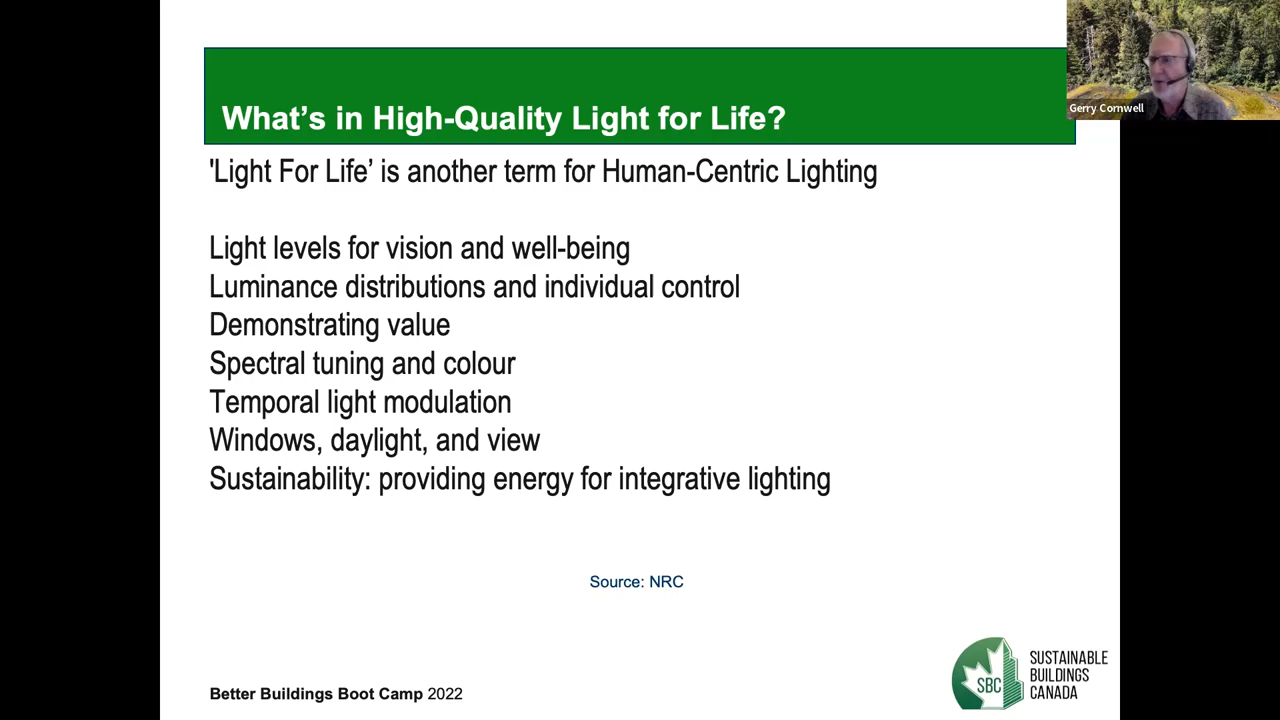 What's in High-Quality Light for Life?
Gerry Cornwell
'Light For Life’ is another term for Human-Centric Lighting
Light levels for vision and well-being
Luminance distributions and individual control
Demonstrating value
Spectral tuning and colour
Temporal light modulation
Windows, daylight, and view
Sustainability: providing energy for integrative lighting
Source: NRC
Better Buildings Boot Camp 2022
SBC
SUSTAINABLE
BUILDINGS
CANADA